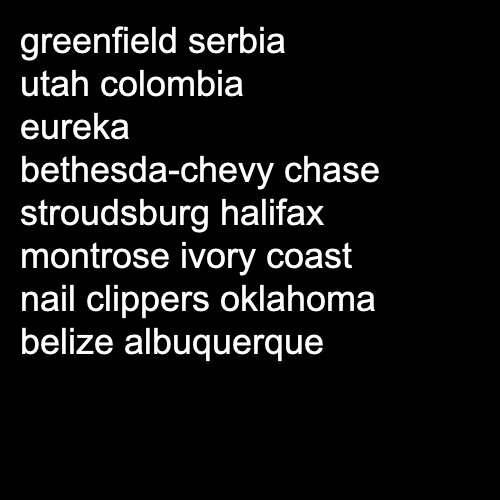 greenfield serbia
utah colombia
eureka
bethesda-chevy chase
stroudsburg halifax
montrose ivory coast
nail clippers oklahoma
belize albuquerque